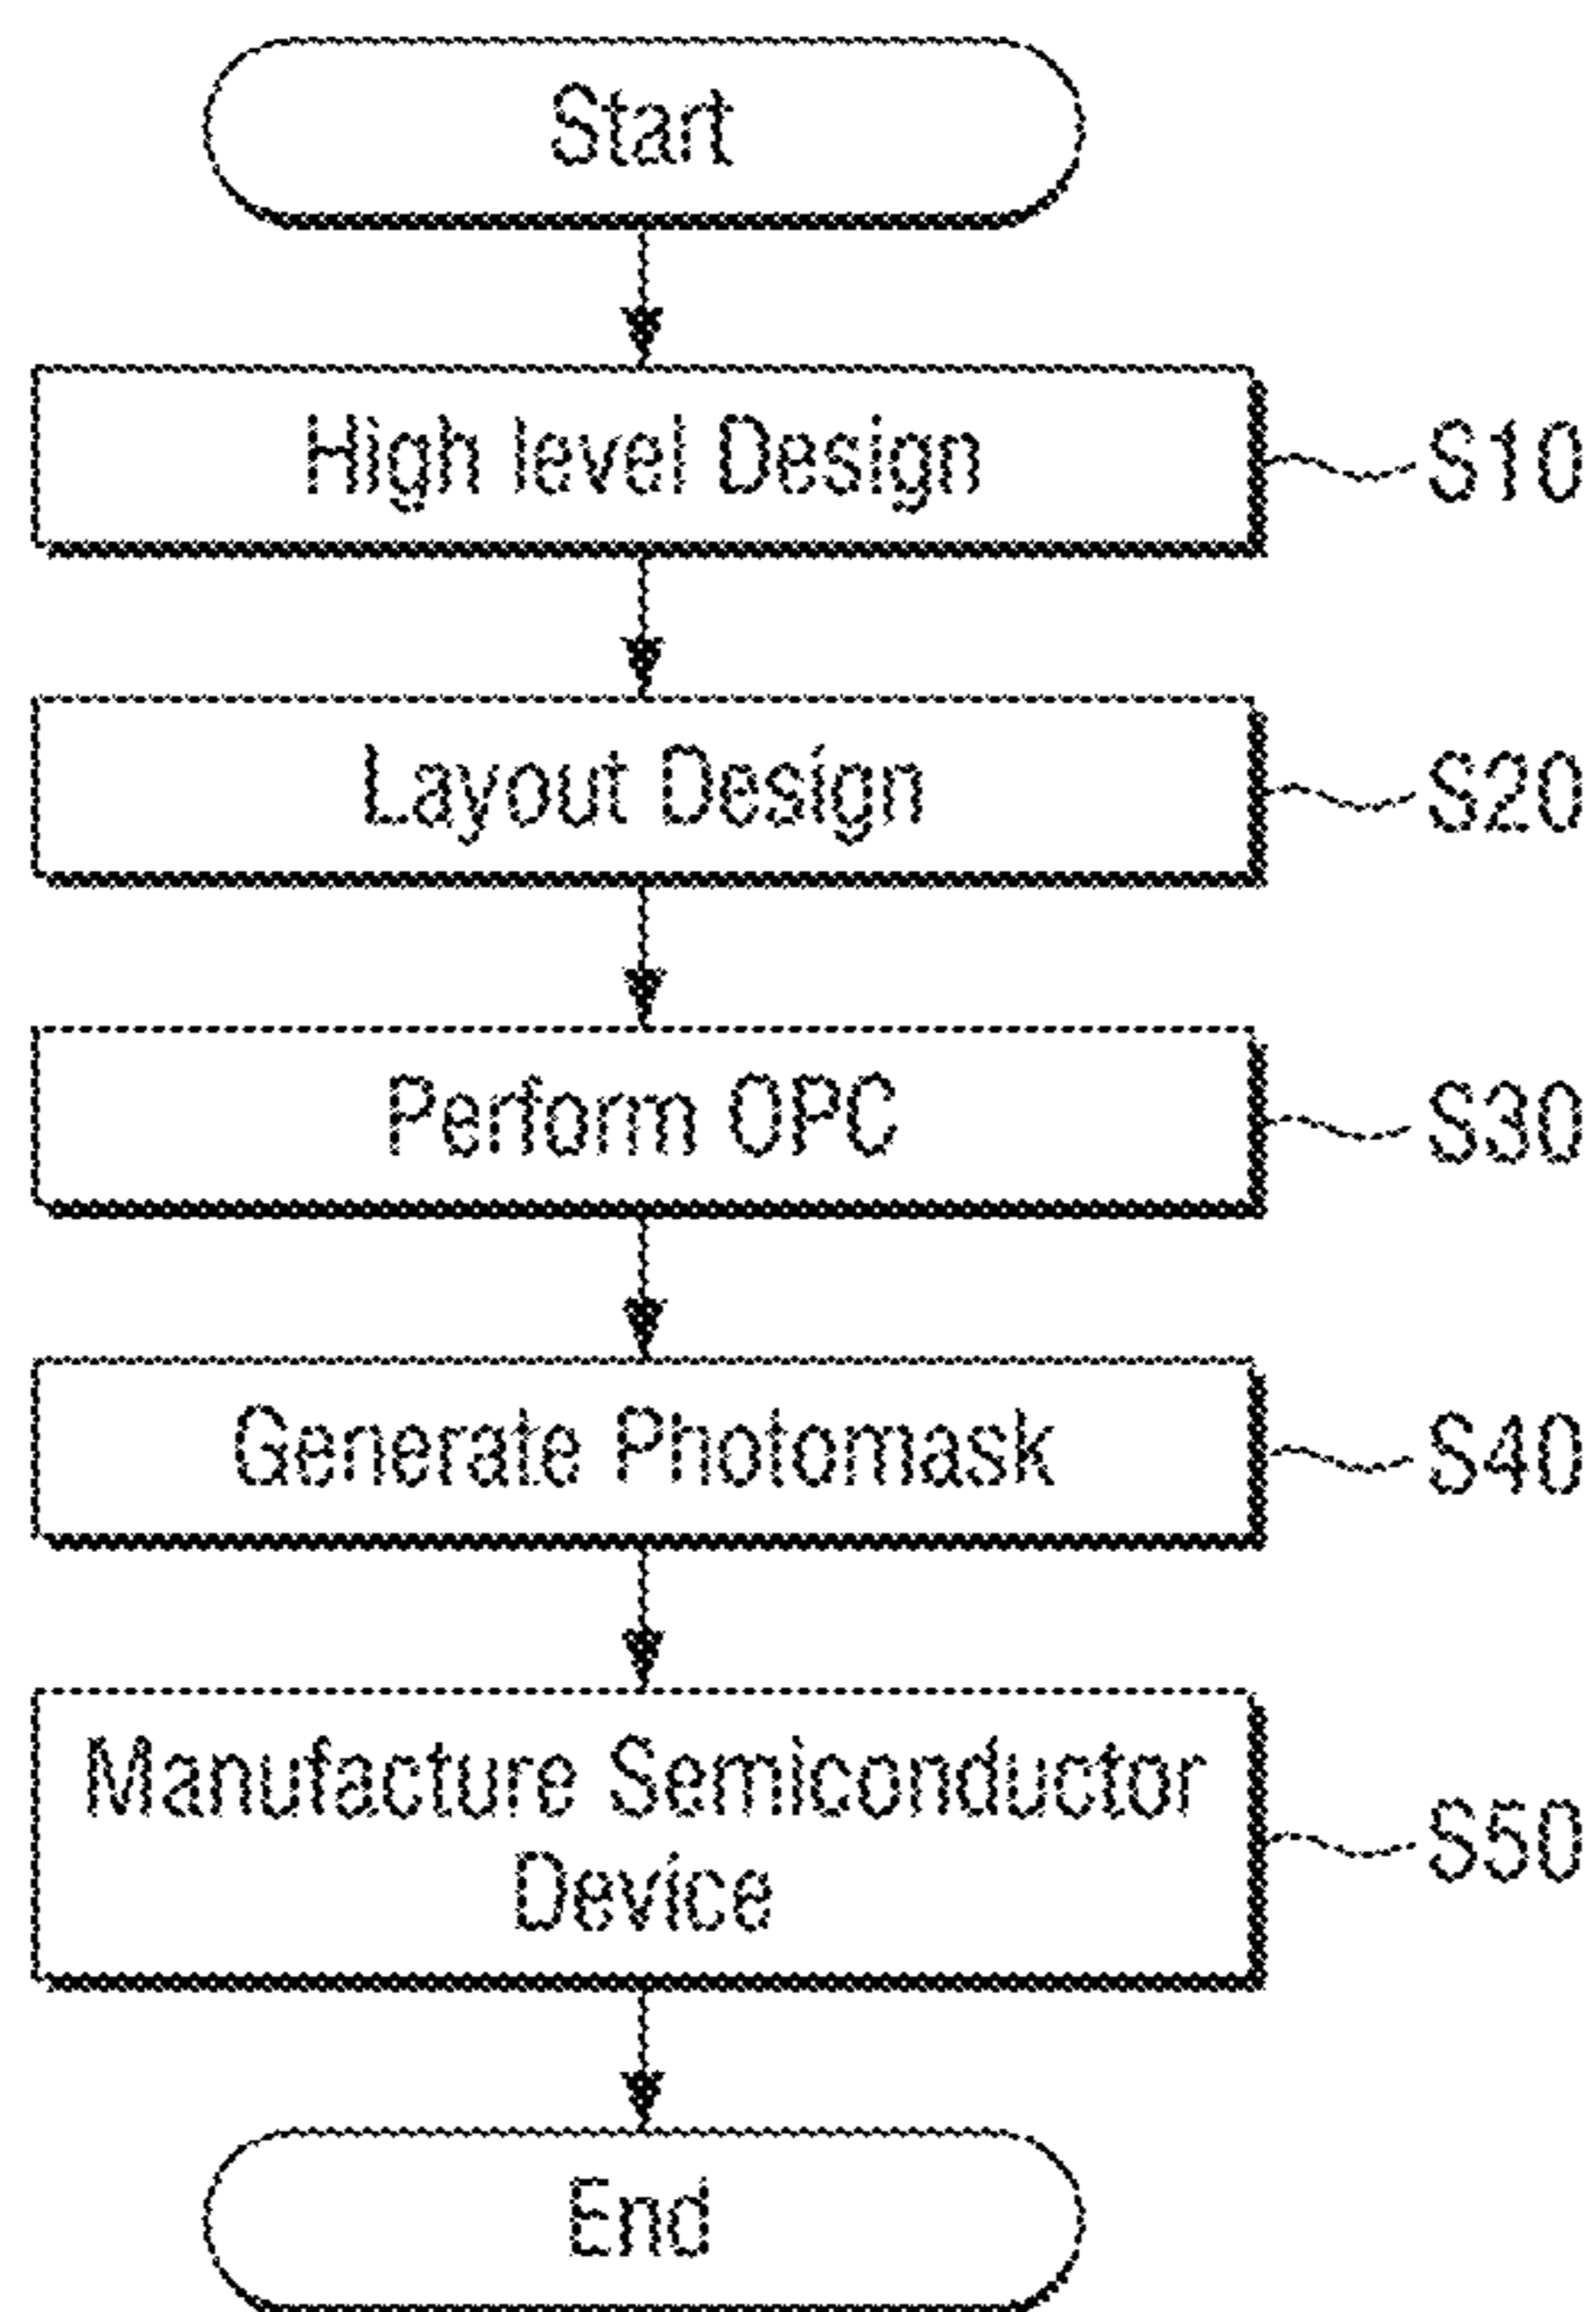 Start
High level Design
S10
Layout Design
S20
Perform OPC
S30
Generate Photomask
S40
Manufacture Semiconductor
Device
S50
End